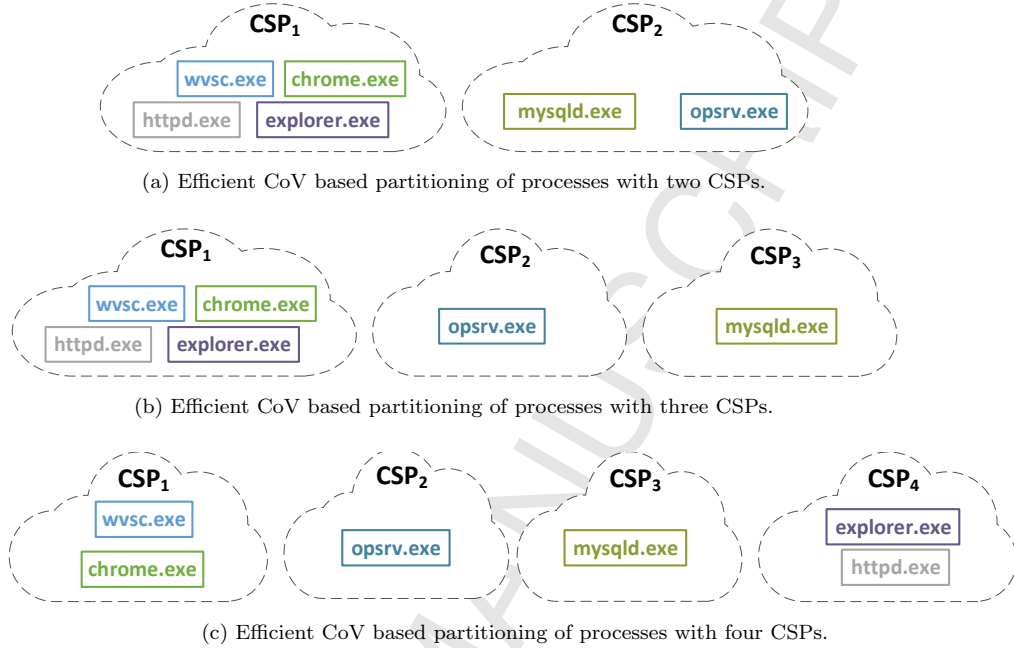 CSP1 CSP2
wvsc.exe chrome.exe
httpd.exe explorer.exe mysqld.exe opsrv.exe
(a) Efficient CoV based partitioning of processes with two CSPs.
CSP1 CSP2 CSP3
wvsc.exe chrome.exe
httpd.exe explorer.exe opsrv.exe mysqld.exe
(b) Efficient CoV based partitioning of processes with three CSPs.
CSP1 CSP2 CSP3 CSP4
wvsc.exe explorer.exe
opsrv.exe mysqld.exe
chrome.exe httpd.exe
(c) Efficient CoV based partitioning of processes with four CSPs.